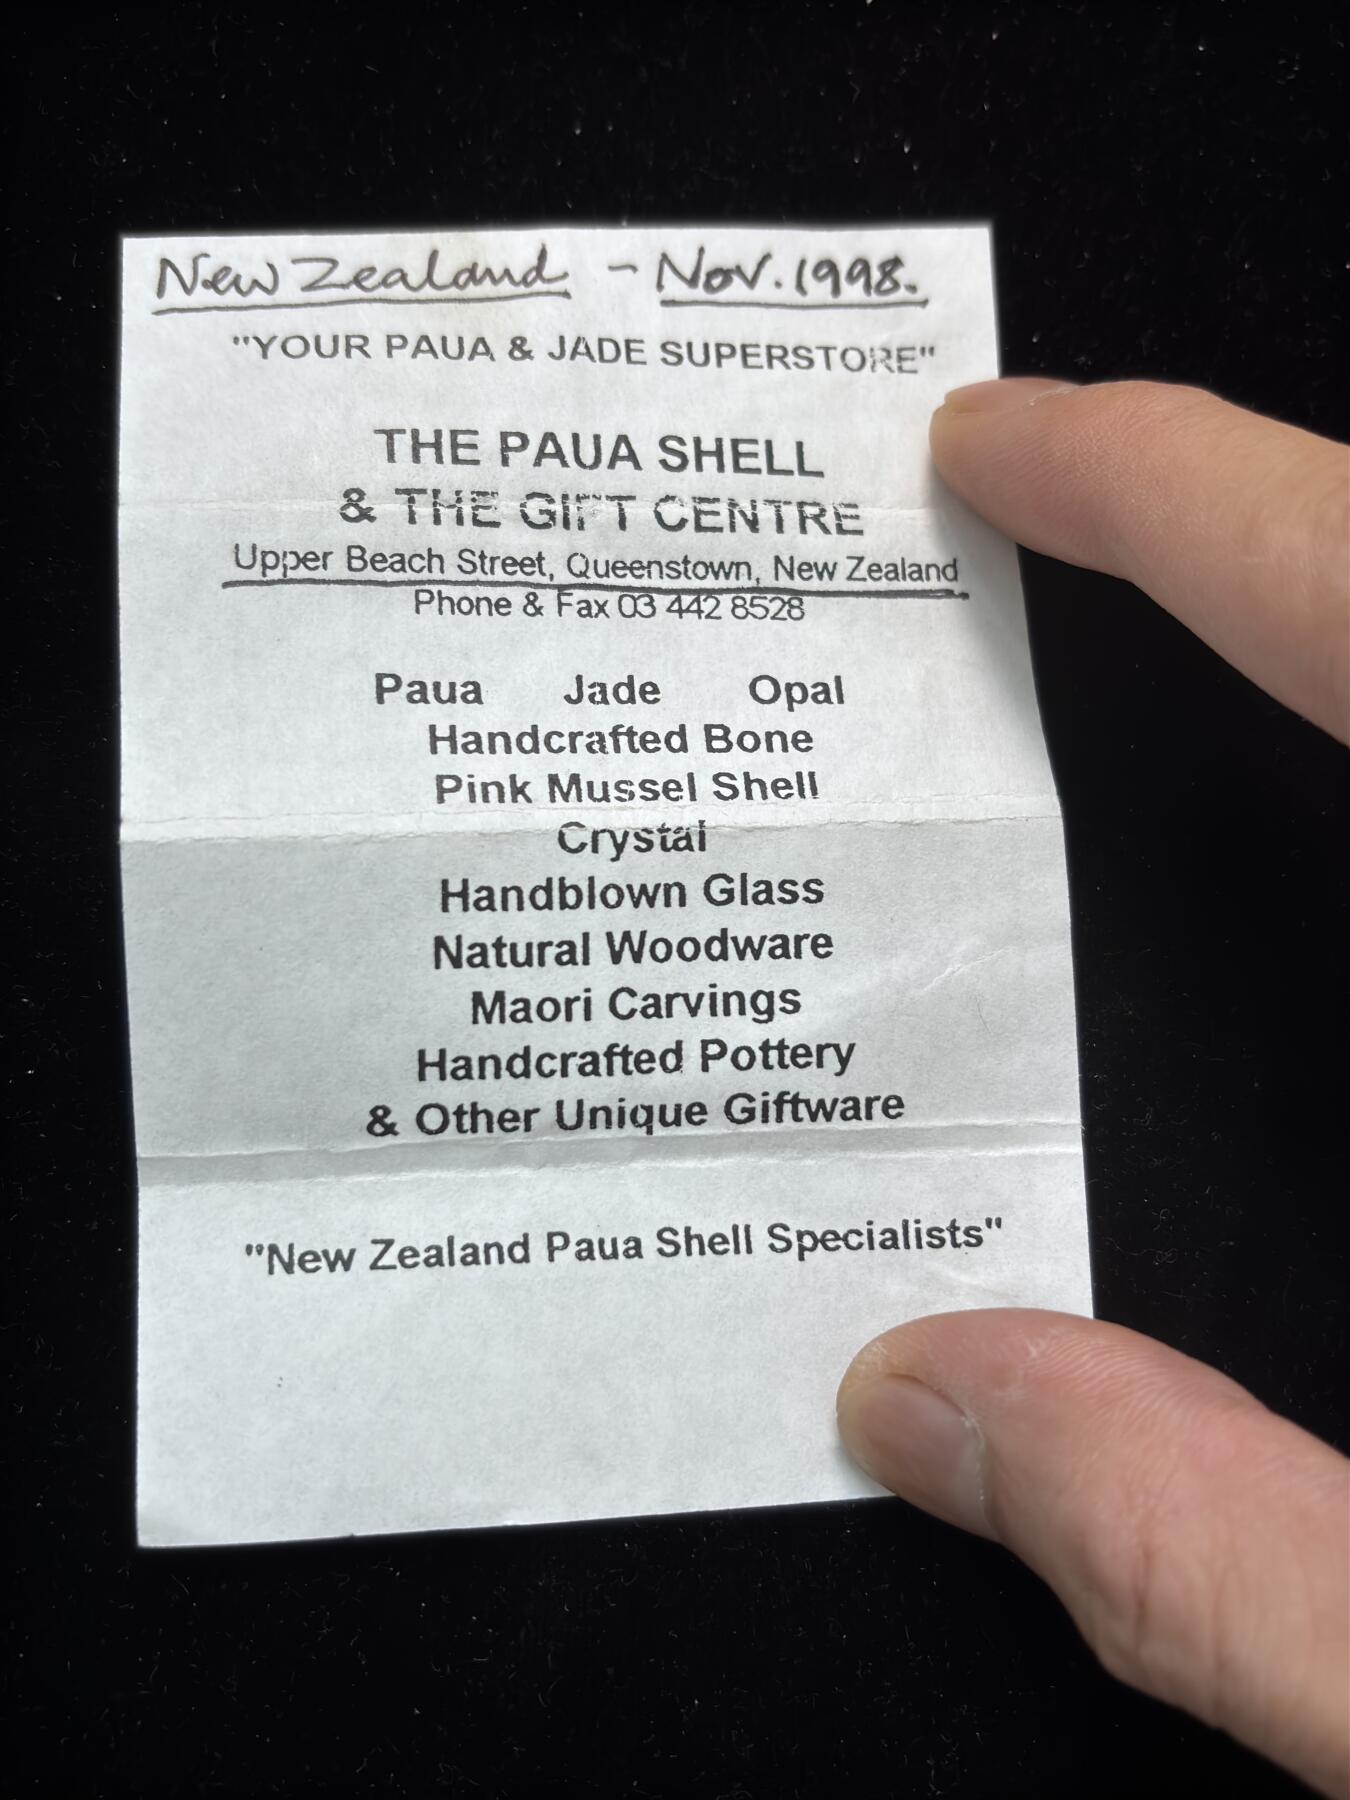 New Zealand - Nov. 1998.
"YOUR PAUA & JADE SUPERSTORE"
THE PAUA SHELL
& THE GIFT CENTRE
Upper Beach Street, Queenstown, New Zealand
Phone & Fax 03 442 8528
Paua Jade Opal
Handcrafted Bone
Pink Mussel Shell
Crystal
Handblown Glass
Natural Woodware
Maori Carvings
Handcrafted Pottery
& Other Unique Giftware
"New Zealand Paua Shell Specialists"